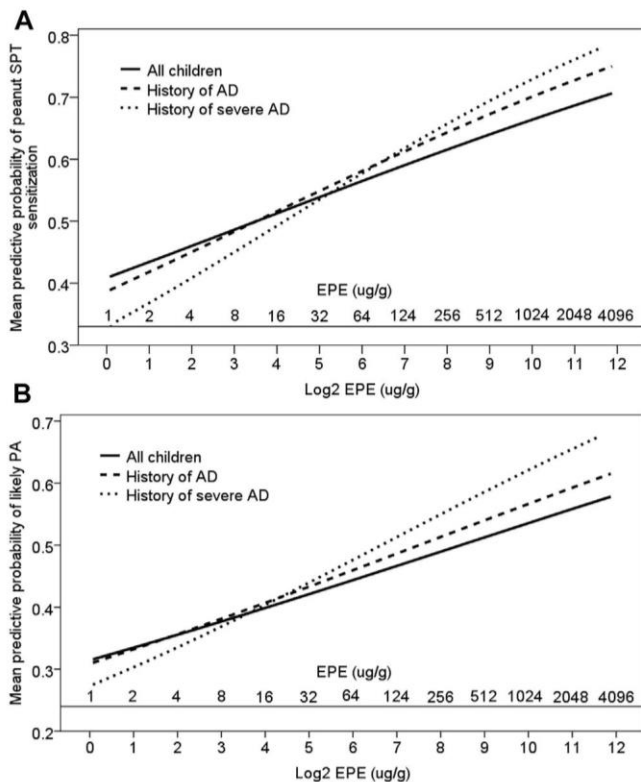 A
0.8
0.7
0.6
0.5
0.4
0.3
Mean predictive probability of peanut SPT
sensitization
All children
History of AD
History of severe AD
EPE (ug/g)
1 2 4 8 16 32 64 124 256 512 1024 2048 4096
0 1 2 3 4 5 6 7 8 9 10 11 12
Log2 EPE (ug/g)
B
0.7
0.6
0.5
0.4
0.3
0.2
Mean predictive probability of likely PA
All children
History of AD
History of severe AD
EPE (ug/g)
1 2 4 8 16 32 64 124 256 512 1024 2048 4096
0 1 2 3 4 5 6 7 8 9 10 11 12
Log2 EPE (ug/g)